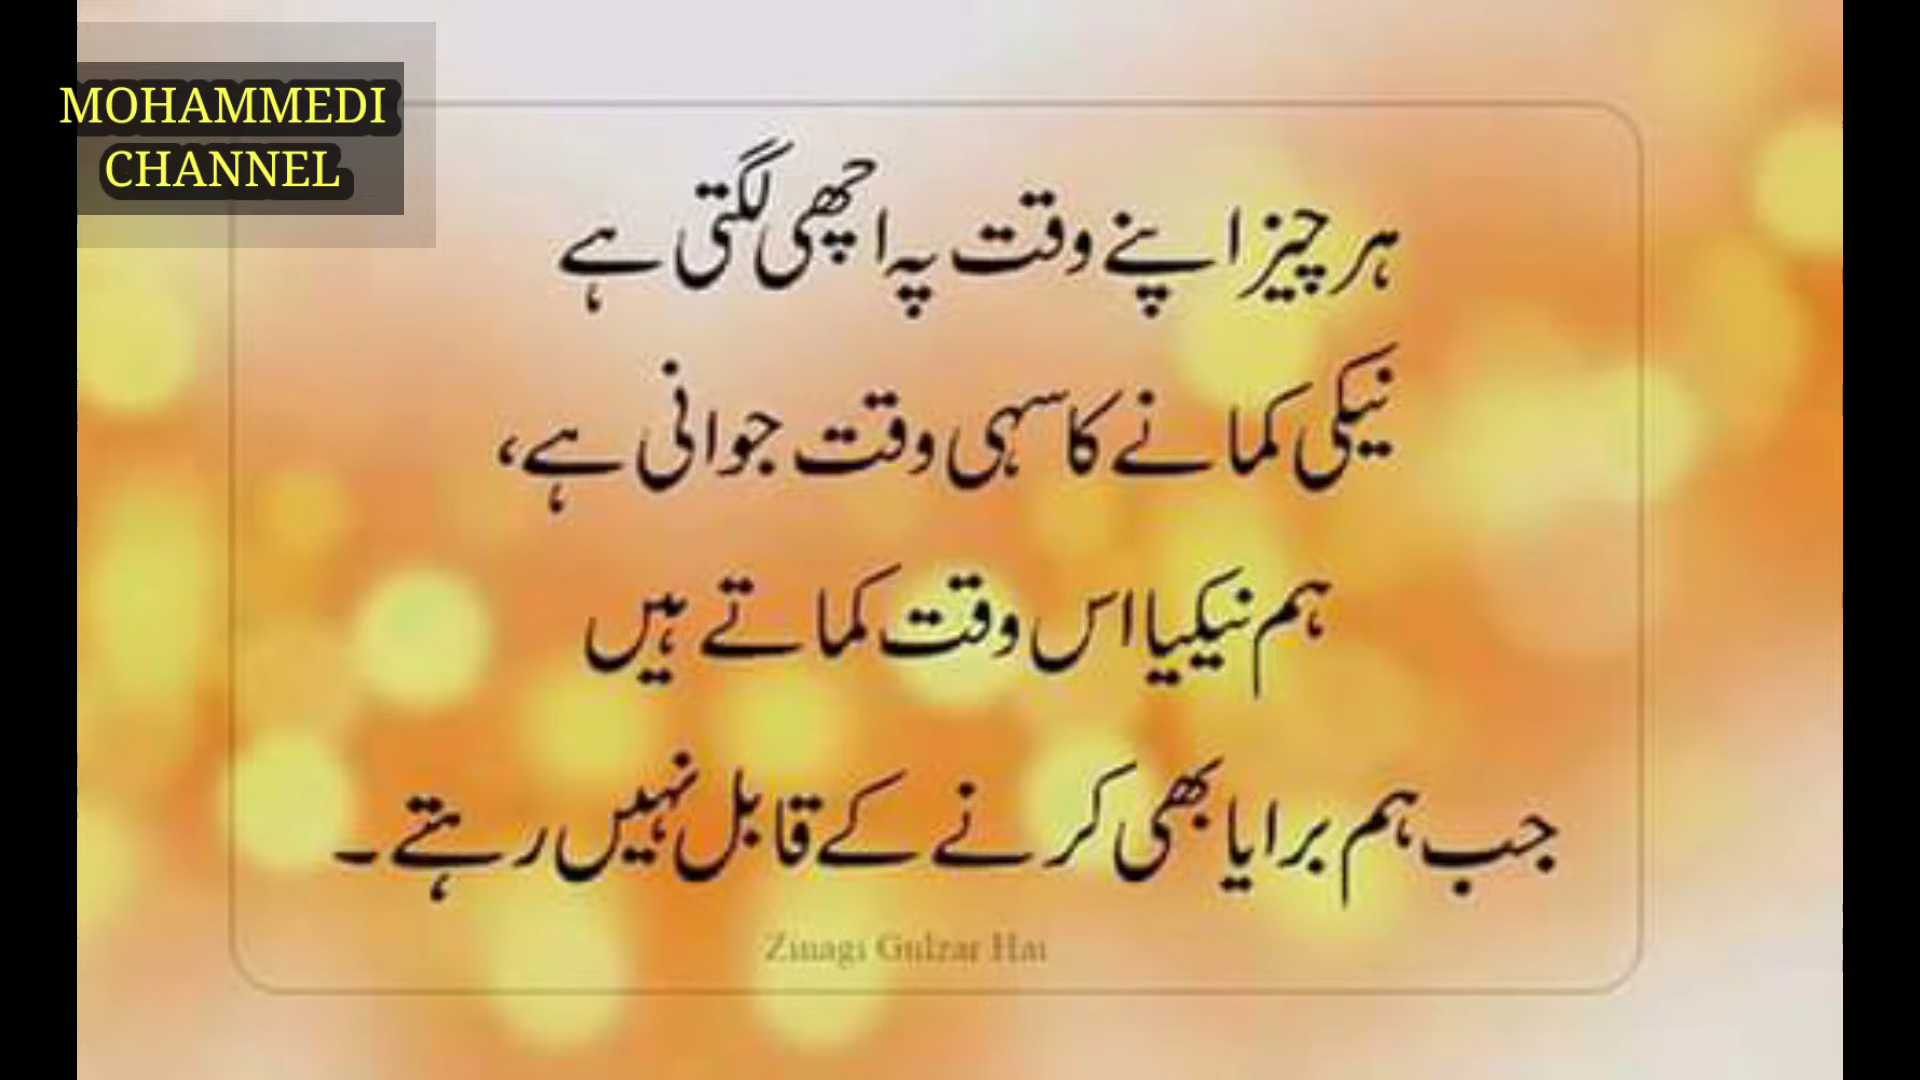 MOHAMMEDI
CHANNEL
ہر چیز اپنے وقت پہ اچھی لگتی ہے
نیکی کمانے کا سہی وقت جوانی ہے،
ہم نیکیا اس وقت کماتے ہیں
جب ہم برایا بھی کرنے کے قابل نہیں رہتے۔
Zinagi Gulzar Hai